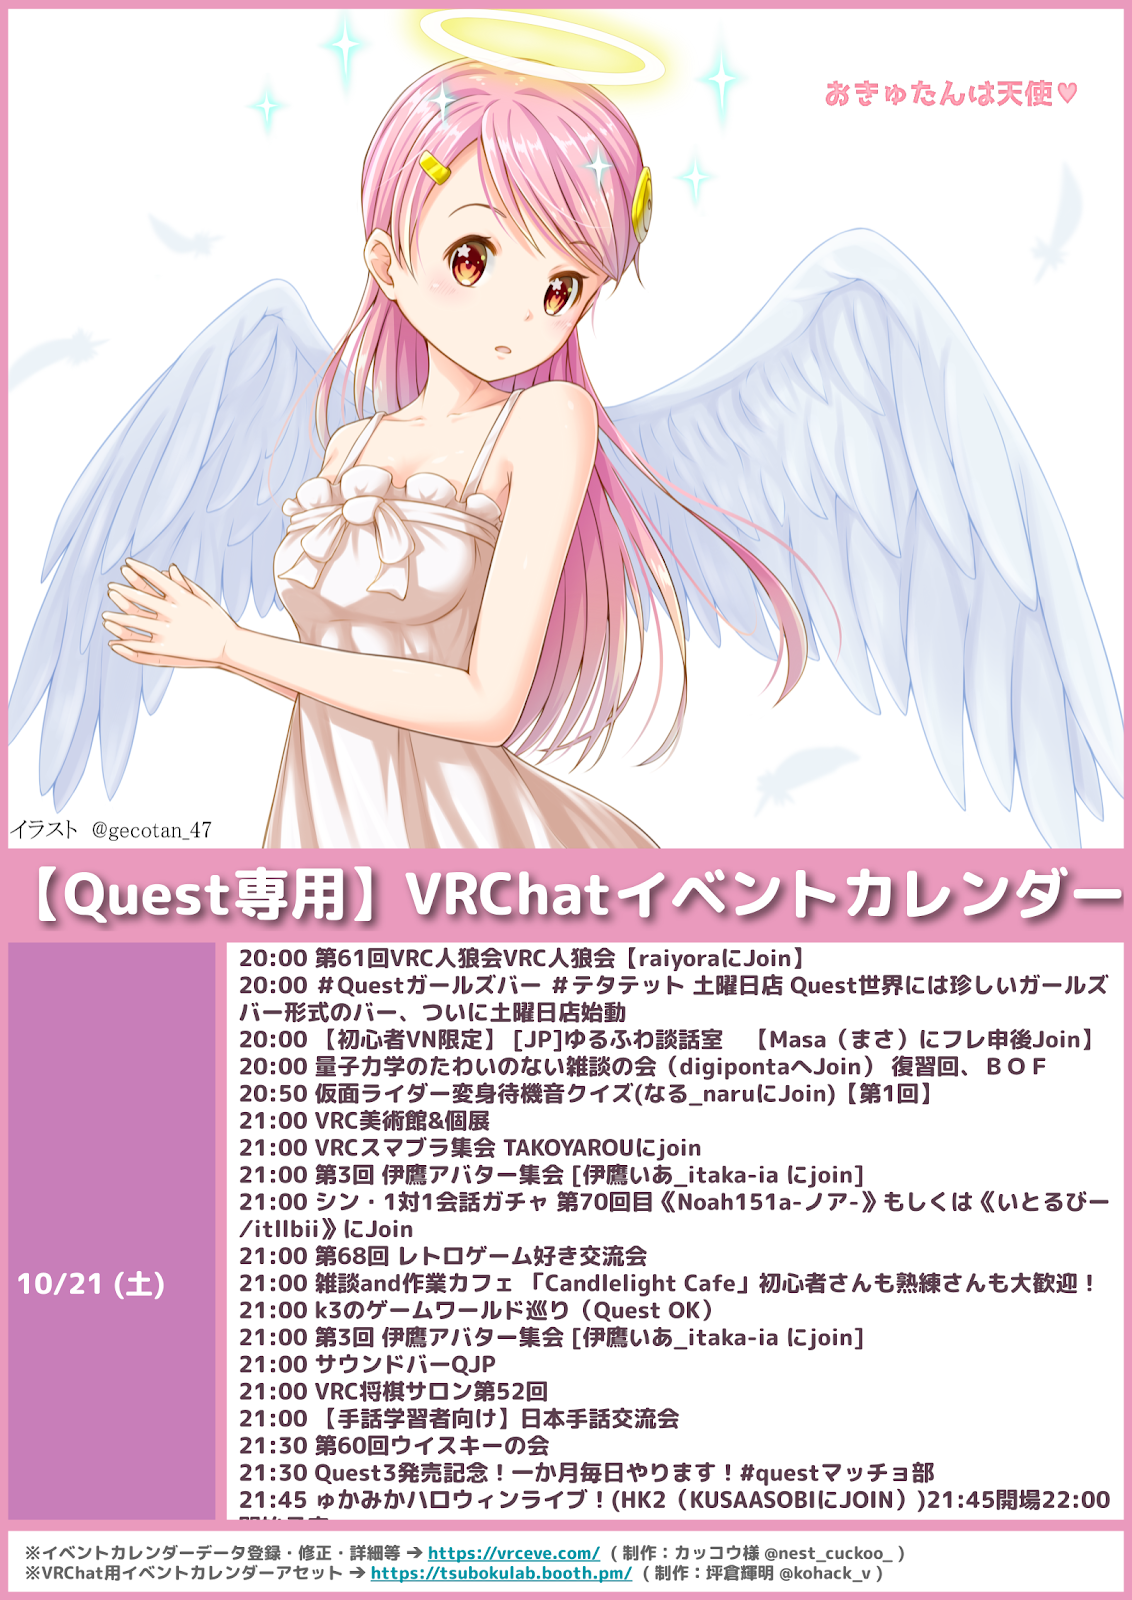 おきゅたんは天使♥
イラスト @gecotan_47
【Quest専用】VRChatイベントカレンダー
10/21 (土)
20:00 第61回VRC人狼会VRC人狼会【raiyoraにJoin】
20:00 ＃Questガールズバー ＃テタテット 土曜日店 Quest世界には珍しいガールズ
バー形式のバー、ついに土曜日店始動
20:00 【初心者VN限定】 [JP]ゆるふわ談話室　【Masa（まさ）にフレ申後Join】
20:00 量子力学のたわいのない雑談の会（digipontaへJoin） 復習回、ＢＯＦ
20:50 仮面ライダー変身待機音クイズ(なる_naruにJoin)【第1回】
21:00 VRC美術館&個展
21:00 VRCスマブラ集会 TAKOYAROUにjoin
21:00 第3回 伊鷹アバター集会 [伊鷹いあ_itaka-ia にjoin]
21:00 シン・1対1会話ガチャ 第70回目《Noah151a-ノア-》もしくは《いとるびー
/itllbii》にJoin
21:00 第68回 レトロゲーム好き交流会
21:00 雑談and作業カフェ 「Candlelight Cafe」初心者さんも熟練さんも大歓迎！
21:00 k3のゲームワールド巡り（Quest OK）
21:00 第3回 伊鷹アバター集会 [伊鷹いあ_itaka-ia にjoin]
21:00 サウンドバーQJP
21:00 VRC将棋サロン第52回
21:00 【手話学習者向け】日本手話交流会
21:30 第60回ウイスキーの会
21:30 Quest3発売記念！一か月毎日やります！#questマッチョ部
21:45 ゅかみかハロウィンライブ！(HK2（KUSAASOBIにJOIN）)21:45開場22:00
※イベントカレンダーデータ登録・修正・詳細等 ➔ https://vrceve.com/ （ 制作：カッコウ様 @nest_cuckoo_ ）
※VRChat用イベントカレンダーアセット ➔ https://tsubokulab.booth.pm/ （ 制作：坪倉輝明 @kohack_v ）